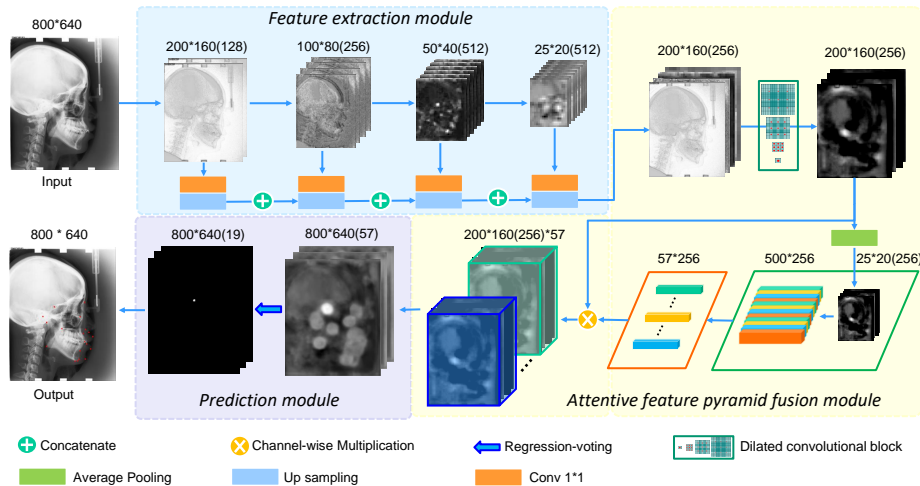 800*640
Feature extraction module
200*160(128)
100*80(256)
50*40(512)
25*20(512)
200*160(256)
200*160(256)
Input
800 * 640
800*640(19)
800*640(57)
200*160(256)*57
57*256
500*256
25*20(256)
Output
Prediction module
Attentive feature pyramid fusion module
Concatenate
Channel-wise Multiplication
Regression-voting
Dilated convolutional block
Average Pooling
Up sampling
Conv 1*1